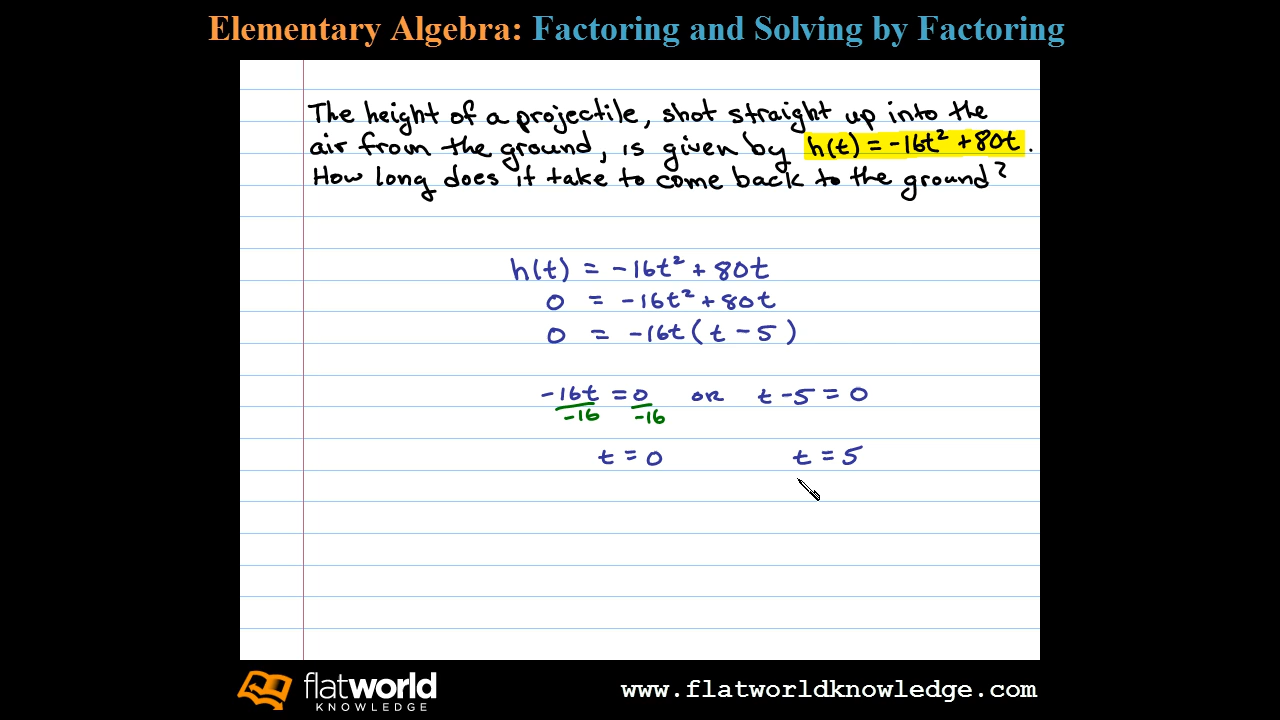 Elementary Algebra: Factoring and Solving by Factoring
The height of a projectile, shot straight up into the
air from the ground, is given by h(t) = -16t² + 80t.
How long does it take to come back to the ground?
h(t) = -16t² + 80t
0 = -16t² + 80t
0 = -16t ( t - 5 )
-16t = 0 or t - 5 = 0
-16 -16
t = 0 t = 5
flatworld
KNOWLEDGE
www.flatworldknowledge.com